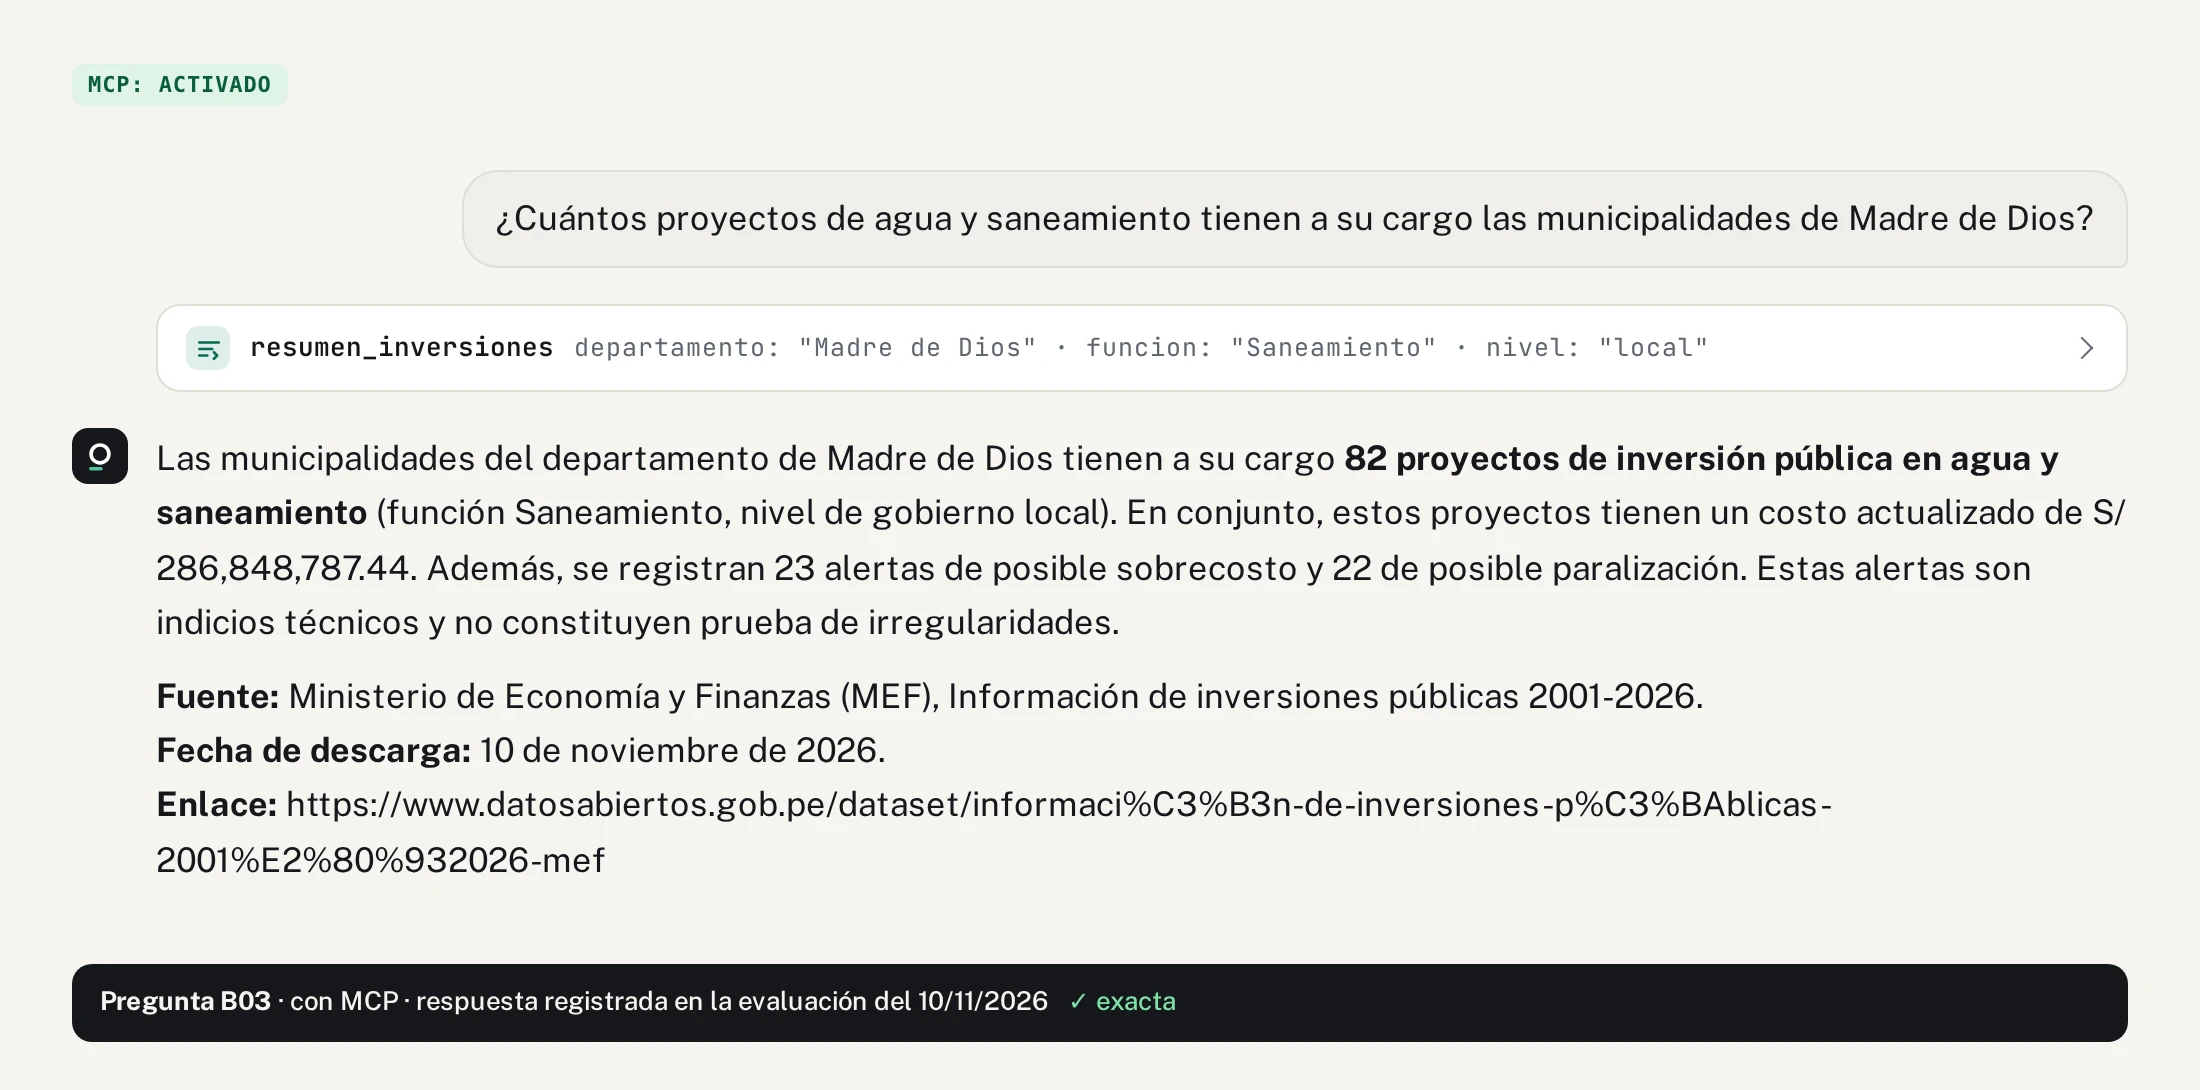 MCP: ACTIVADO
¿Cuántos proyectos de agua y saneamiento tienen a su cargo las municipalidades de Madre de Dios?
resumen_inversiones departamento: "Madre de Dios" · funcion: "Saneamiento" · nivel: "local"
Las municipalidades del departamento de Madre de Dios tienen a su cargo 82 proyectos de inversión pública en agua y
saneamiento (función Saneamiento, nivel de gobierno local). En conjunto, estos proyectos tienen un costo actualizado de S/
286,848,787.44. Además, se registran 23 alertas de posible sobrecosto y 22 de posible paralización. Estas alertas son
indicios técnicos y no constituyen prueba de irregularidades.
Fuente: Ministerio de Economía y Finanzas (MEF), Información de inversiones públicas 2001-2026.
Fecha de descarga: 10 de noviembre de 2026.
Enlace: https://www.datosabiertos.gob.pe/dataset/informaci%C3%B3n-de-inversiones-p%C3%BAblicas-
2001%E2%80%932026-mef
Pregunta B03 · con MCP · respuesta registrada en la evaluación del 10/11/2026 ✓ exacta